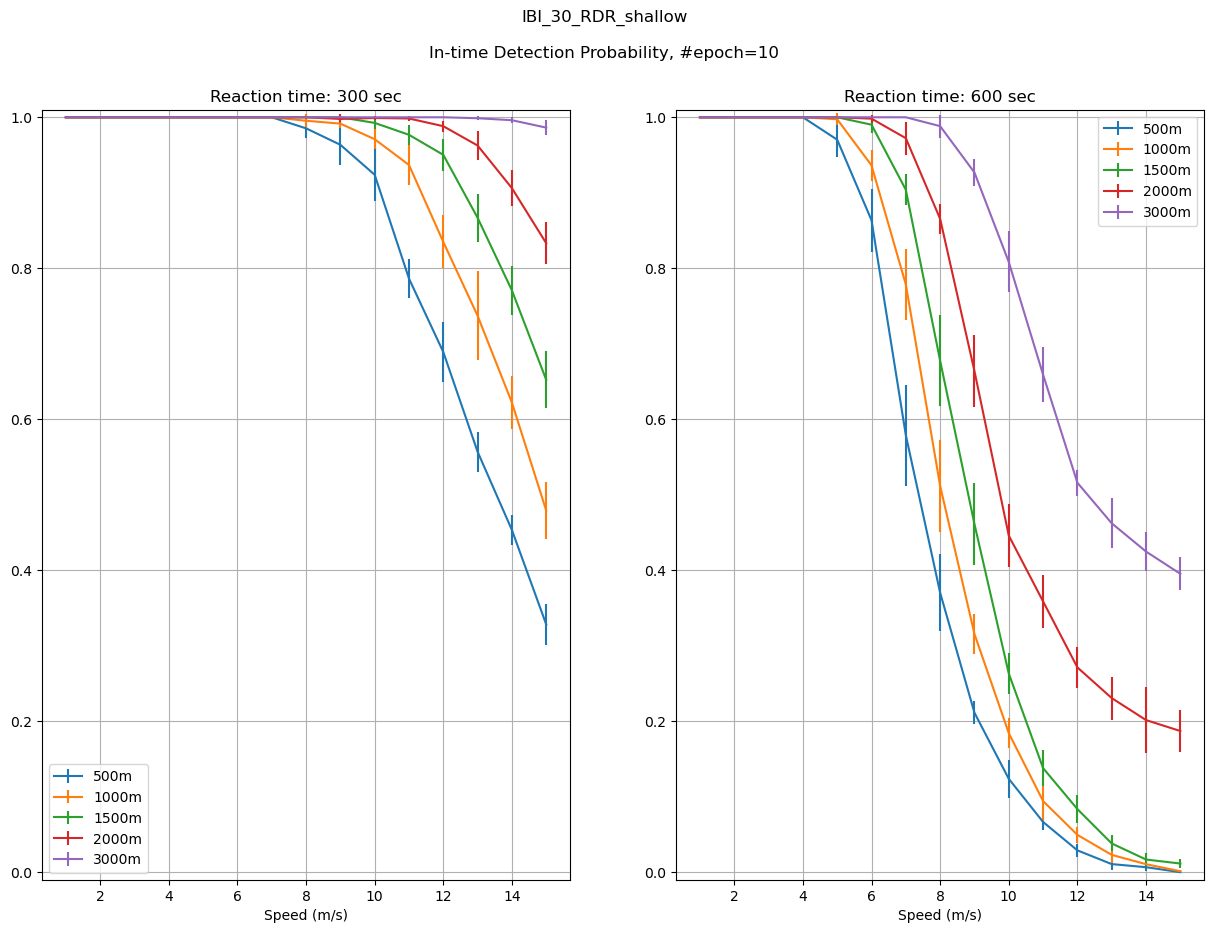 IBI_30_RDR_shallow
In-time Detection Probability, #epoch=10
Reaction time: 300 sec
1.0
0.8
0.6
0.4
0.2
0.0
2 4 6 8 10 12 14
Speed (m/s)
500m
1000m
1500m
2000m
3000m
Reaction time: 600 sec
1.0
0.8
0.6
0.4
0.2
0.0
2 4 6 8 10 12 14
Speed (m/s)
500m
1000m
1500m
2000m
3000m